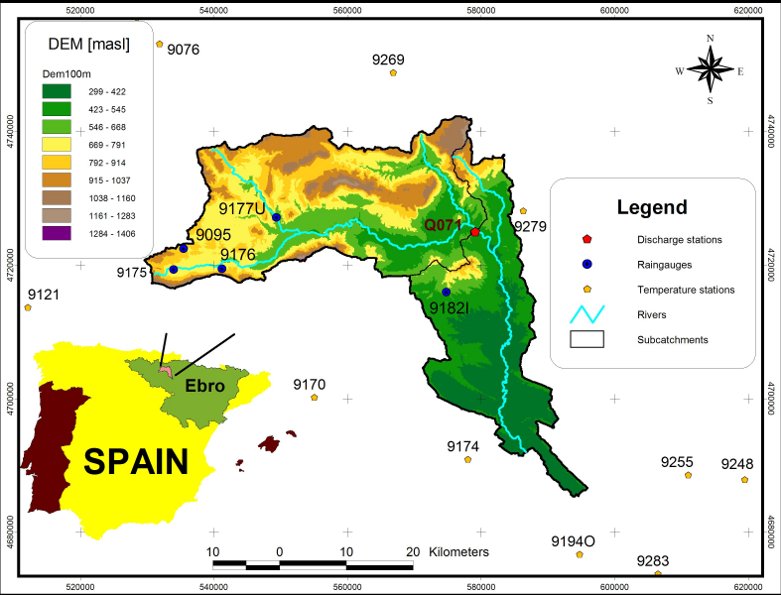 520000 540000 560000 580000 600000 620000
DEM [masl]
Dem100m
299 - 422
423 - 545
546 - 668
669 - 791
792 - 914
915 - 1037
1038 - 1160
1161 - 1283
1284 - 1406
9076
9269
N
W E
S
4740000 4740000
9177U
Q071
9279
9095
9176
9175
4720000 4720000
9121
9182I
Legend
Discharge stations
Raingauges
Temperature stations
Rivers
Subcatchments
Ebro
SPAIN
9170
4700000 4700000
9174
9255
9248
4680000 4680000
9194O
9283
10 0 10 20 Kilometers
520000 540000 560000 580000 600000 620000